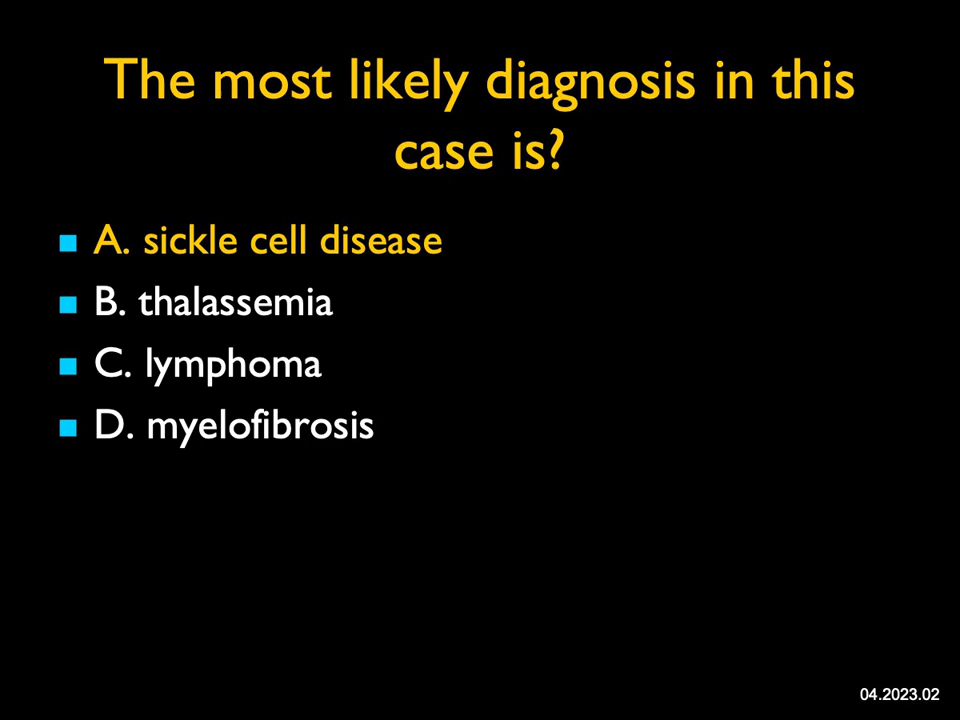 The most likely diagnosis in this
case is?
A. sickle cell disease
B. thalassemia
C. lymphoma
D. myelofibrosis
04.2023.02